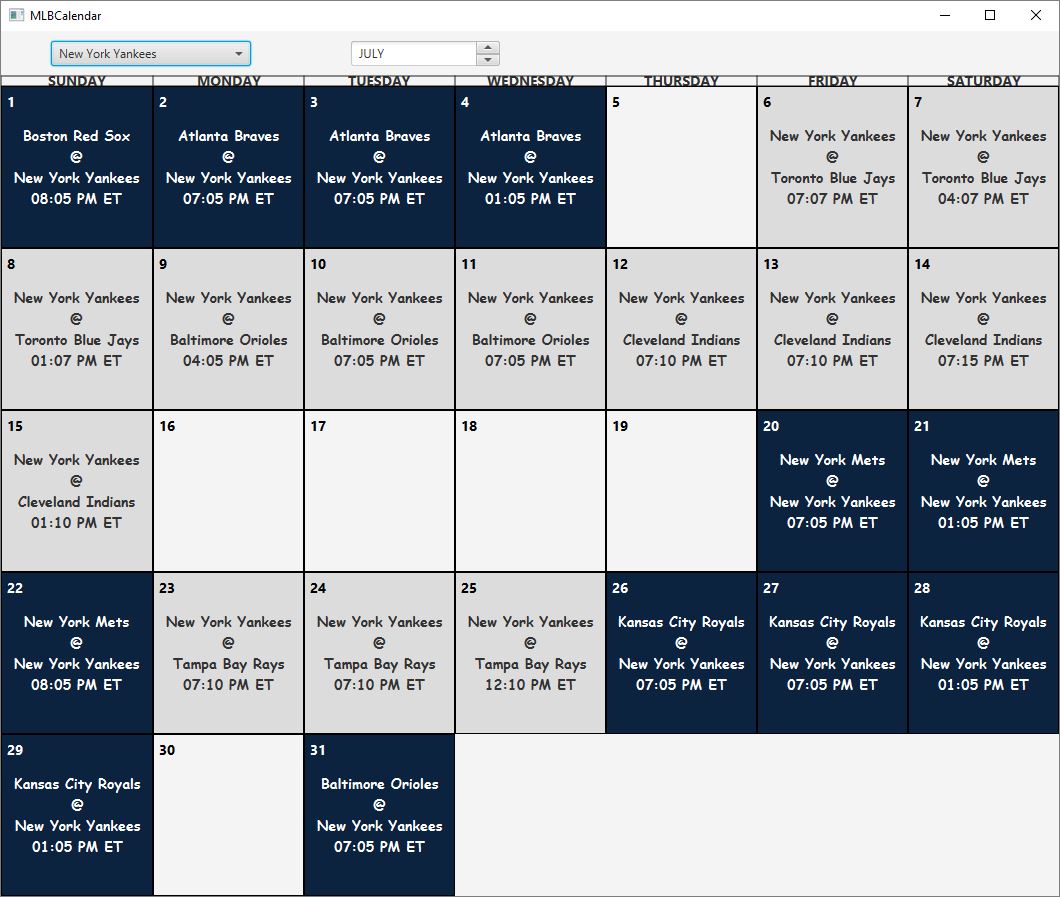 MLBCalendar
New York Yankees
JULY
SUNDAY MONDAY TUESDAY WEDNESDAY THURSDAY FRIDAY SATURDAY
1
Boston Red Sox
@
New York Yankees
08:05 PM ET
2
Atlanta Braves
@
New York Yankees
07:05 PM ET
3
Atlanta Braves
@
New York Yankees
07:05 PM ET
4
Atlanta Braves
@
New York Yankees
01:05 PM ET
5
6
New York Yankees
@
Toronto Blue Jays
07:07 PM ET
7
New York Yankees
@
Toronto Blue Jays
04:07 PM ET
8
New York Yankees
@
Toronto Blue Jays
01:07 PM ET
9
New York Yankees
@
Baltimore Orioles
04:05 PM ET
10
New York Yankees
@
Baltimore Orioles
07:05 PM ET
11
New York Yankees
@
Baltimore Orioles
07:05 PM ET
12
New York Yankees
@
Cleveland Indians
07:10 PM ET
13
New York Yankees
@
Cleveland Indians
07:10 PM ET
14
New York Yankees
@
Cleveland Indians
07:15 PM ET
15
New York Yankees
@
Cleveland Indians
01:10 PM ET
16
17
18
19
20
New York Mets
@
New York Yankees
07:05 PM ET
21
New York Mets
@
New York Yankees
01:05 PM ET
22
New York Mets
@
New York Yankees
08:05 PM ET
23
New York Yankees
@
Tampa Bay Rays
07:10 PM ET
24
New York Yankees
@
Tampa Bay Rays
07:10 PM ET
25
New York Yankees
@
Tampa Bay Rays
12:10 PM ET
26
Kansas City Royals
@
New York Yankees
07:05 PM ET
27
Kansas City Royals
@
New York Yankees
07:05 PM ET
28
Kansas City Royals
@
New York Yankees
01:05 PM ET
29
Kansas City Royals
@
New York Yankees
01:05 PM ET
30
31
Baltimore Orioles
@
New York Yankees
07:05 PM ET